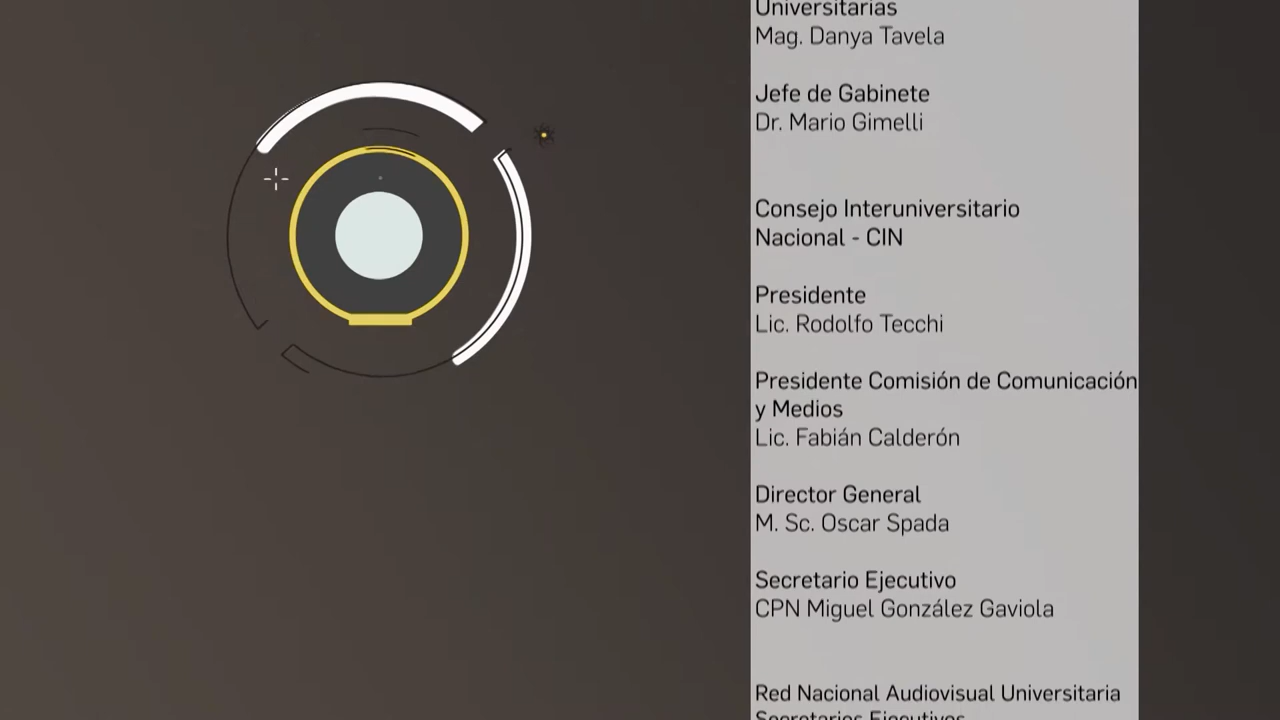 Universitarias
Mag. Danya Tavela
Jefe de Gabinete
Dr. Mario Gimelli
Consejo Interuniversitario
Nacional - CIN
Presidente
Lic. Rodolfo Tecchi
Presidente Comisión de Comunicación
y Medios
Lic. Fabián Calderón
Director General
M. Sc. Oscar Spada
Secretario Ejecutivo
CPN Miguel González Gaviola
Red Nacional Audiovisual Universitaria
Secretarios Ejecutivos